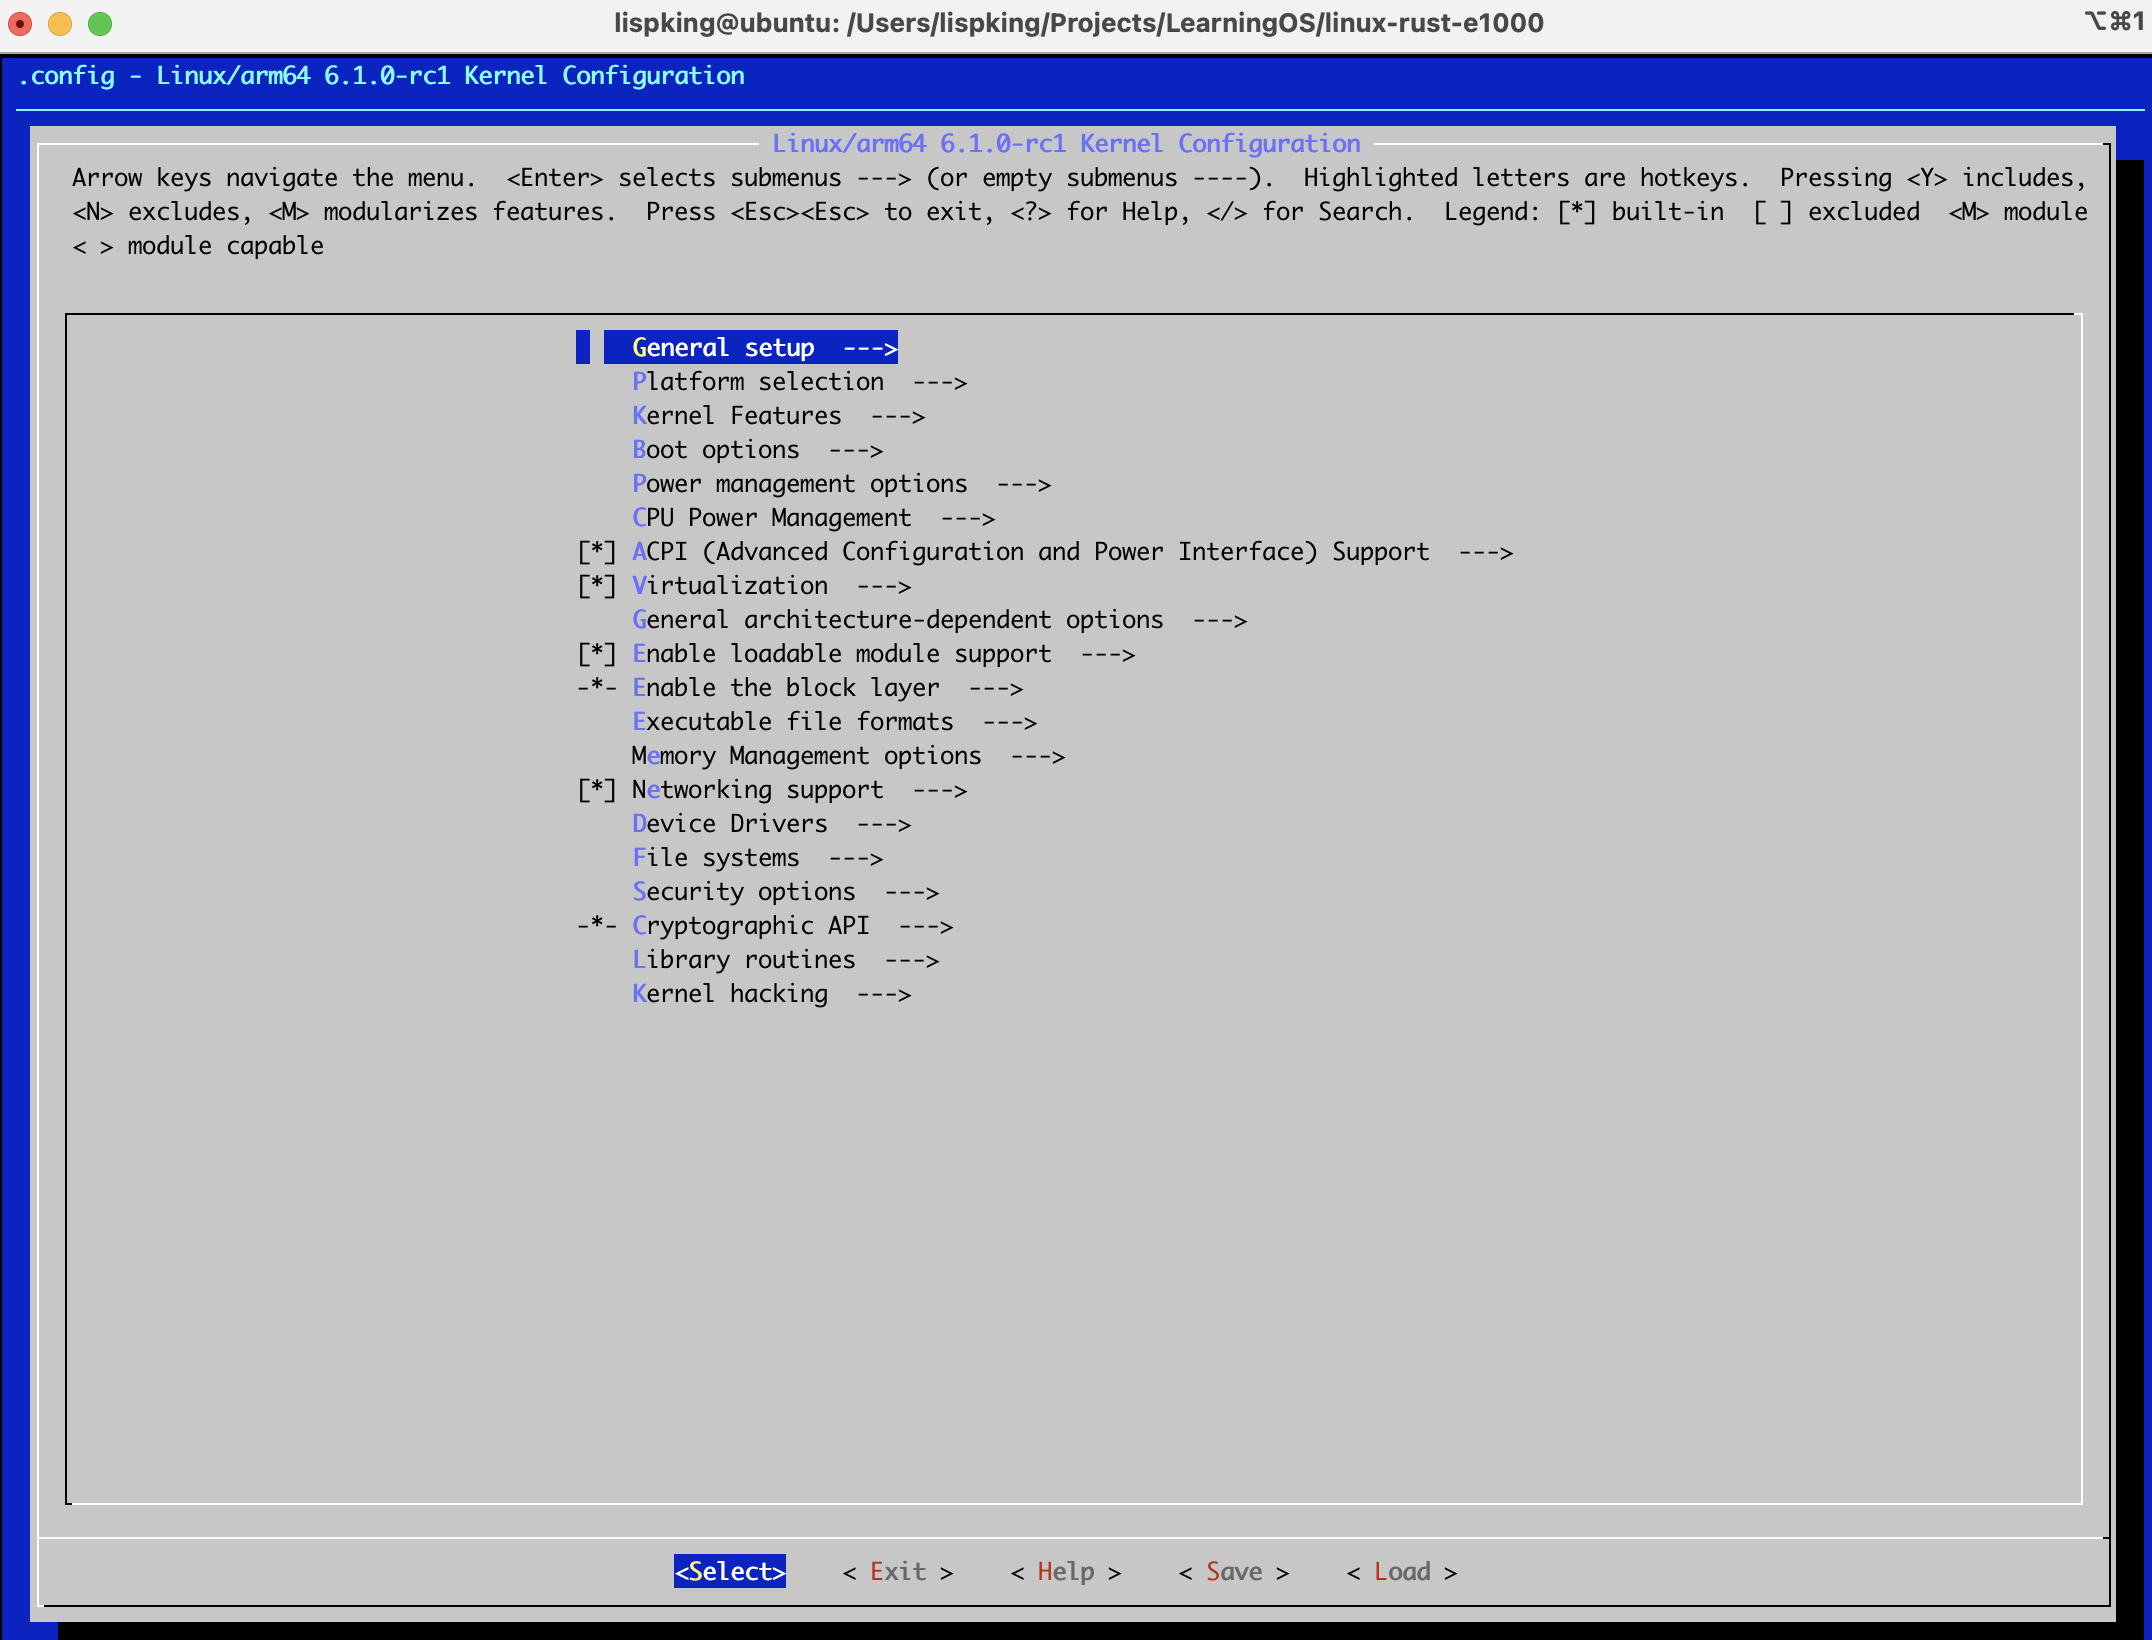 lispking@ubuntu: /Users/lispking/Projects/LearningOS/linux-rust-e1000
⌥⌘1
.config - Linux/arm64 6.1.0-rc1 Kernel Configuration
Linux/arm64 6.1.0-rc1 Kernel Configuration
Arrow keys navigate the menu.  <Enter> selects submenus ---> (or empty submenus ----).  Highlighted letters are hotkeys.  Pressing <Y> includes,
<N> excludes, <M> modularizes features.  Press <Esc><Esc> to exit, <?> for Help, </> for Search.  Legend: [*] built-in  [ ] excluded  <M> module
< > module capable
General setup  --->
Platform selection  --->
Kernel Features  --->
Boot options  --->
Power management options  --->
CPU Power Management  --->
[*] ACPI (Advanced Configuration and Power Interface) Support  --->
[*] Virtualization  --->
General architecture-dependent options  --->
[*] Enable loadable module support  --->
-*- Enable the block layer  --->
Executable file formats  --->
Memory Management options  --->
[*] Networking support  --->
Device Drivers  --->
File systems  --->
Security options  --->
-*- Cryptographic API  --->
Library routines  --->
Kernel hacking  --->
<Select>    < Exit >    < Help >    < Save >    < Load >